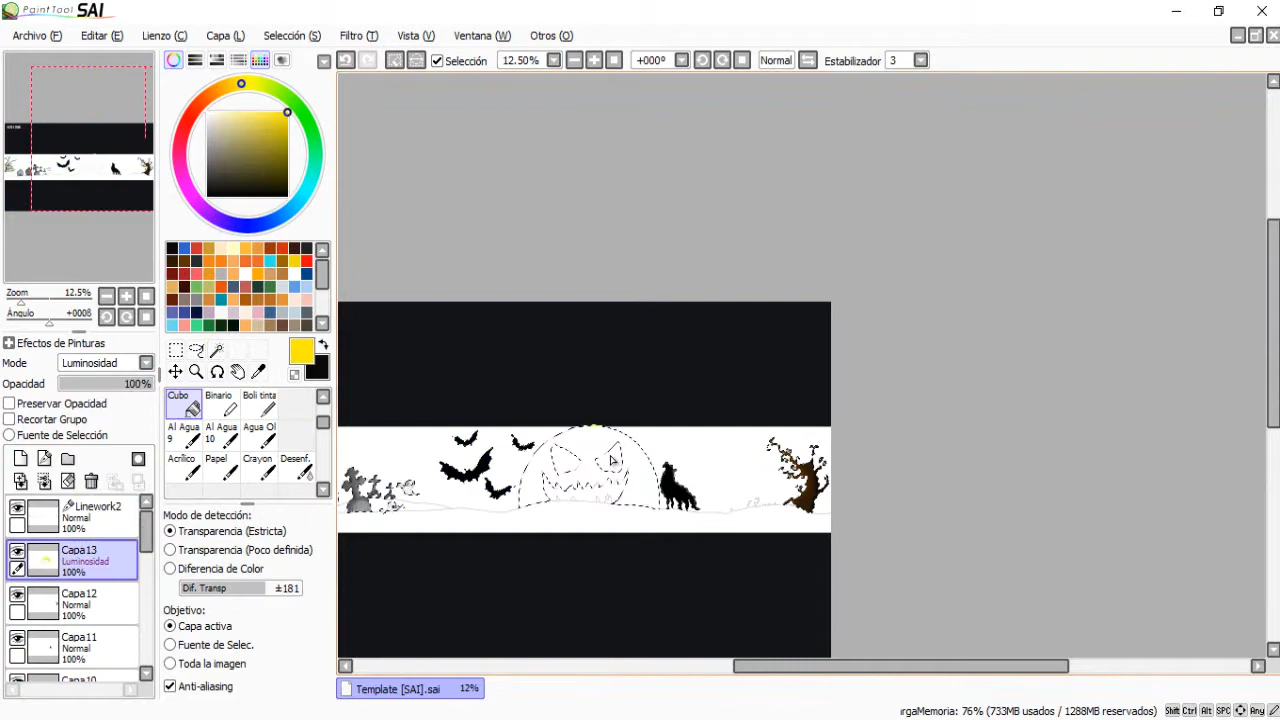 PaintTool SAI
Archivo (F) Editar (E) Lienzo (C) Capa (L) Selección (S) Filtro (T) Vista (V) Ventana (W) Otros (O)
Selección 12.50% +000° Normal Estabilizador 3
Zoom 12.5%
Ángulo +000ß
Efectos de Pinturas
Mode Luminosidad
Opacidad 100%
Preservar Opacidad
Recortar Grupo
Fuente de Selección
Linework2
Normal
100%
Capa13
Luminosidad
100%
Capa12
Normal
100%
Capa11
Normal
100%
Capa10
Cubo Binario Boli tinta
Al Agua 9 Al Agua 10 Agua Ol
Acrílico Papel Crayon Desenf.
Modo de detección:
Transparencia (Estricta)
Transparencia (Poco definida)
Diferencia de Color
Dif. Transp ±181
Objetivo:
Capa activa
Fuente de Selec.
Toda la imagen
Anti-aliasing
Template [SAI].sai 12%
ırgaMemoria: 76% (733MB usados / 1288MB reservados) Shift Ctrl Alt SPC Any